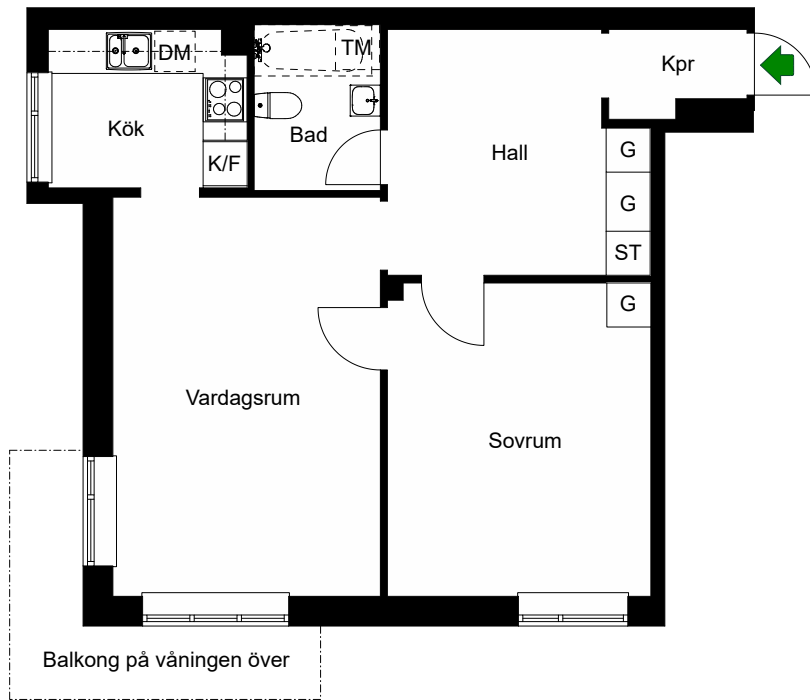 DM
TM
Kpr
Kök
Bad
Hall
G
K/F
G
ST
G
Vardagsrum
Sovrum
Balkong på våningen över